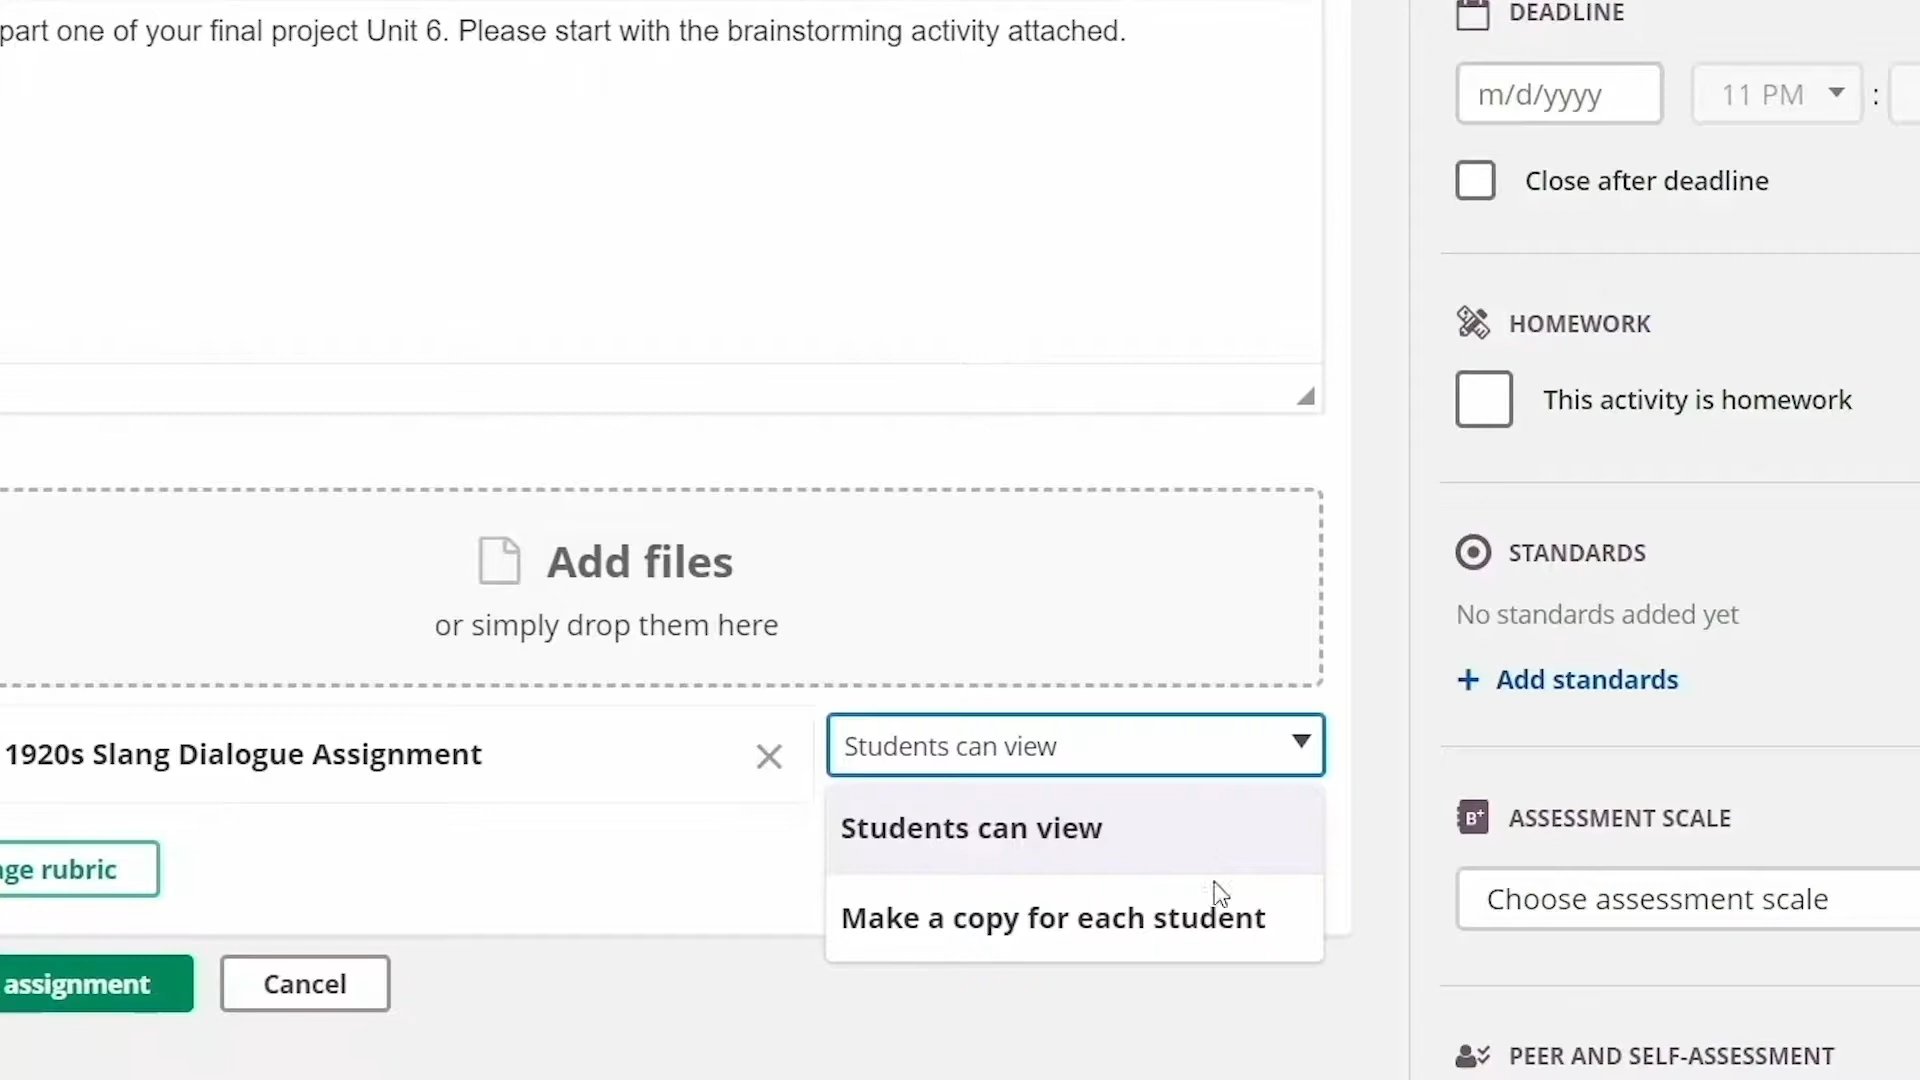 part one of your final project Unit 6. Please start with the brainstorming activity attached.
Add files
or simply drop them here
1920s Slang Dialogue Assignment
Students can view
Students can view
Make a copy for each student
rubric
assignment
Cancel
DEADLINE
m/d/yyyy
11 PM
:
Close after deadline
HOMEWORK
This activity is homework
STANDARDS
No standards added yet
+ Add standards
B+
ASSESSMENT SCALE
Choose assessment scale
PEER AND SELF-ASSESSMENT